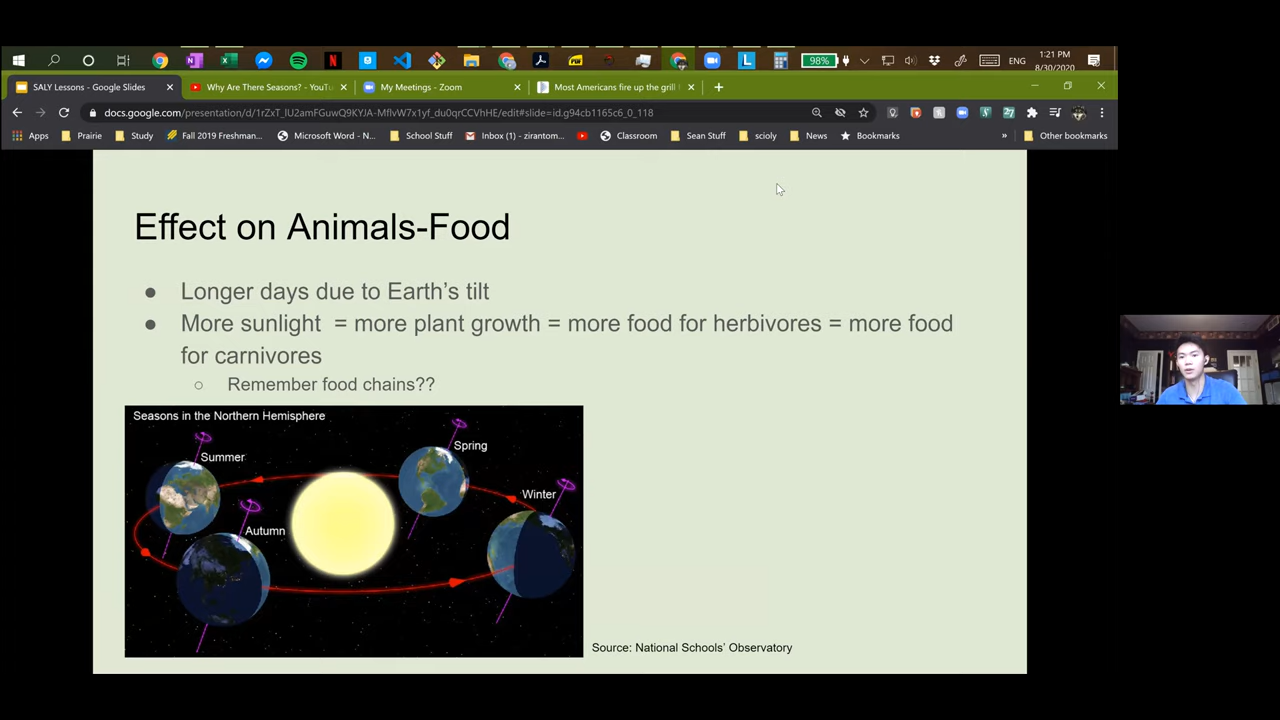 1:21 PM
98%
ENG
8/30/2020
SALY Lessons - Google Slides
Why Are There Seasons? - YouTu
My Meetings - Zoom
Most Americans fire up the grill
docs.google.com/presentation/d/1rZxT_lU2amFGuwQ9KYJA-MflvW7x1yf_du0qrCCVhHE/edit#slide=id.g94cb1165c6_0_118
Apps
Prairie
Study
Fall 2019 Freshman...
Microsoft Word - N...
School Stuff
Inbox (1) - zirantom...
Classroom
Sean Stuff
scioly
News
Bookmarks
»
Other bookmarks
Effect on Animals-Food
● Longer days due to Earth’s tilt
● More sunlight = more plant growth = more food for herbivores = more food
for carnivores
○ Remember food chains??
Seasons in the Northern Hemisphere
Spring
Summer
Winter
Autumn
Source: National Schools’ Observatory